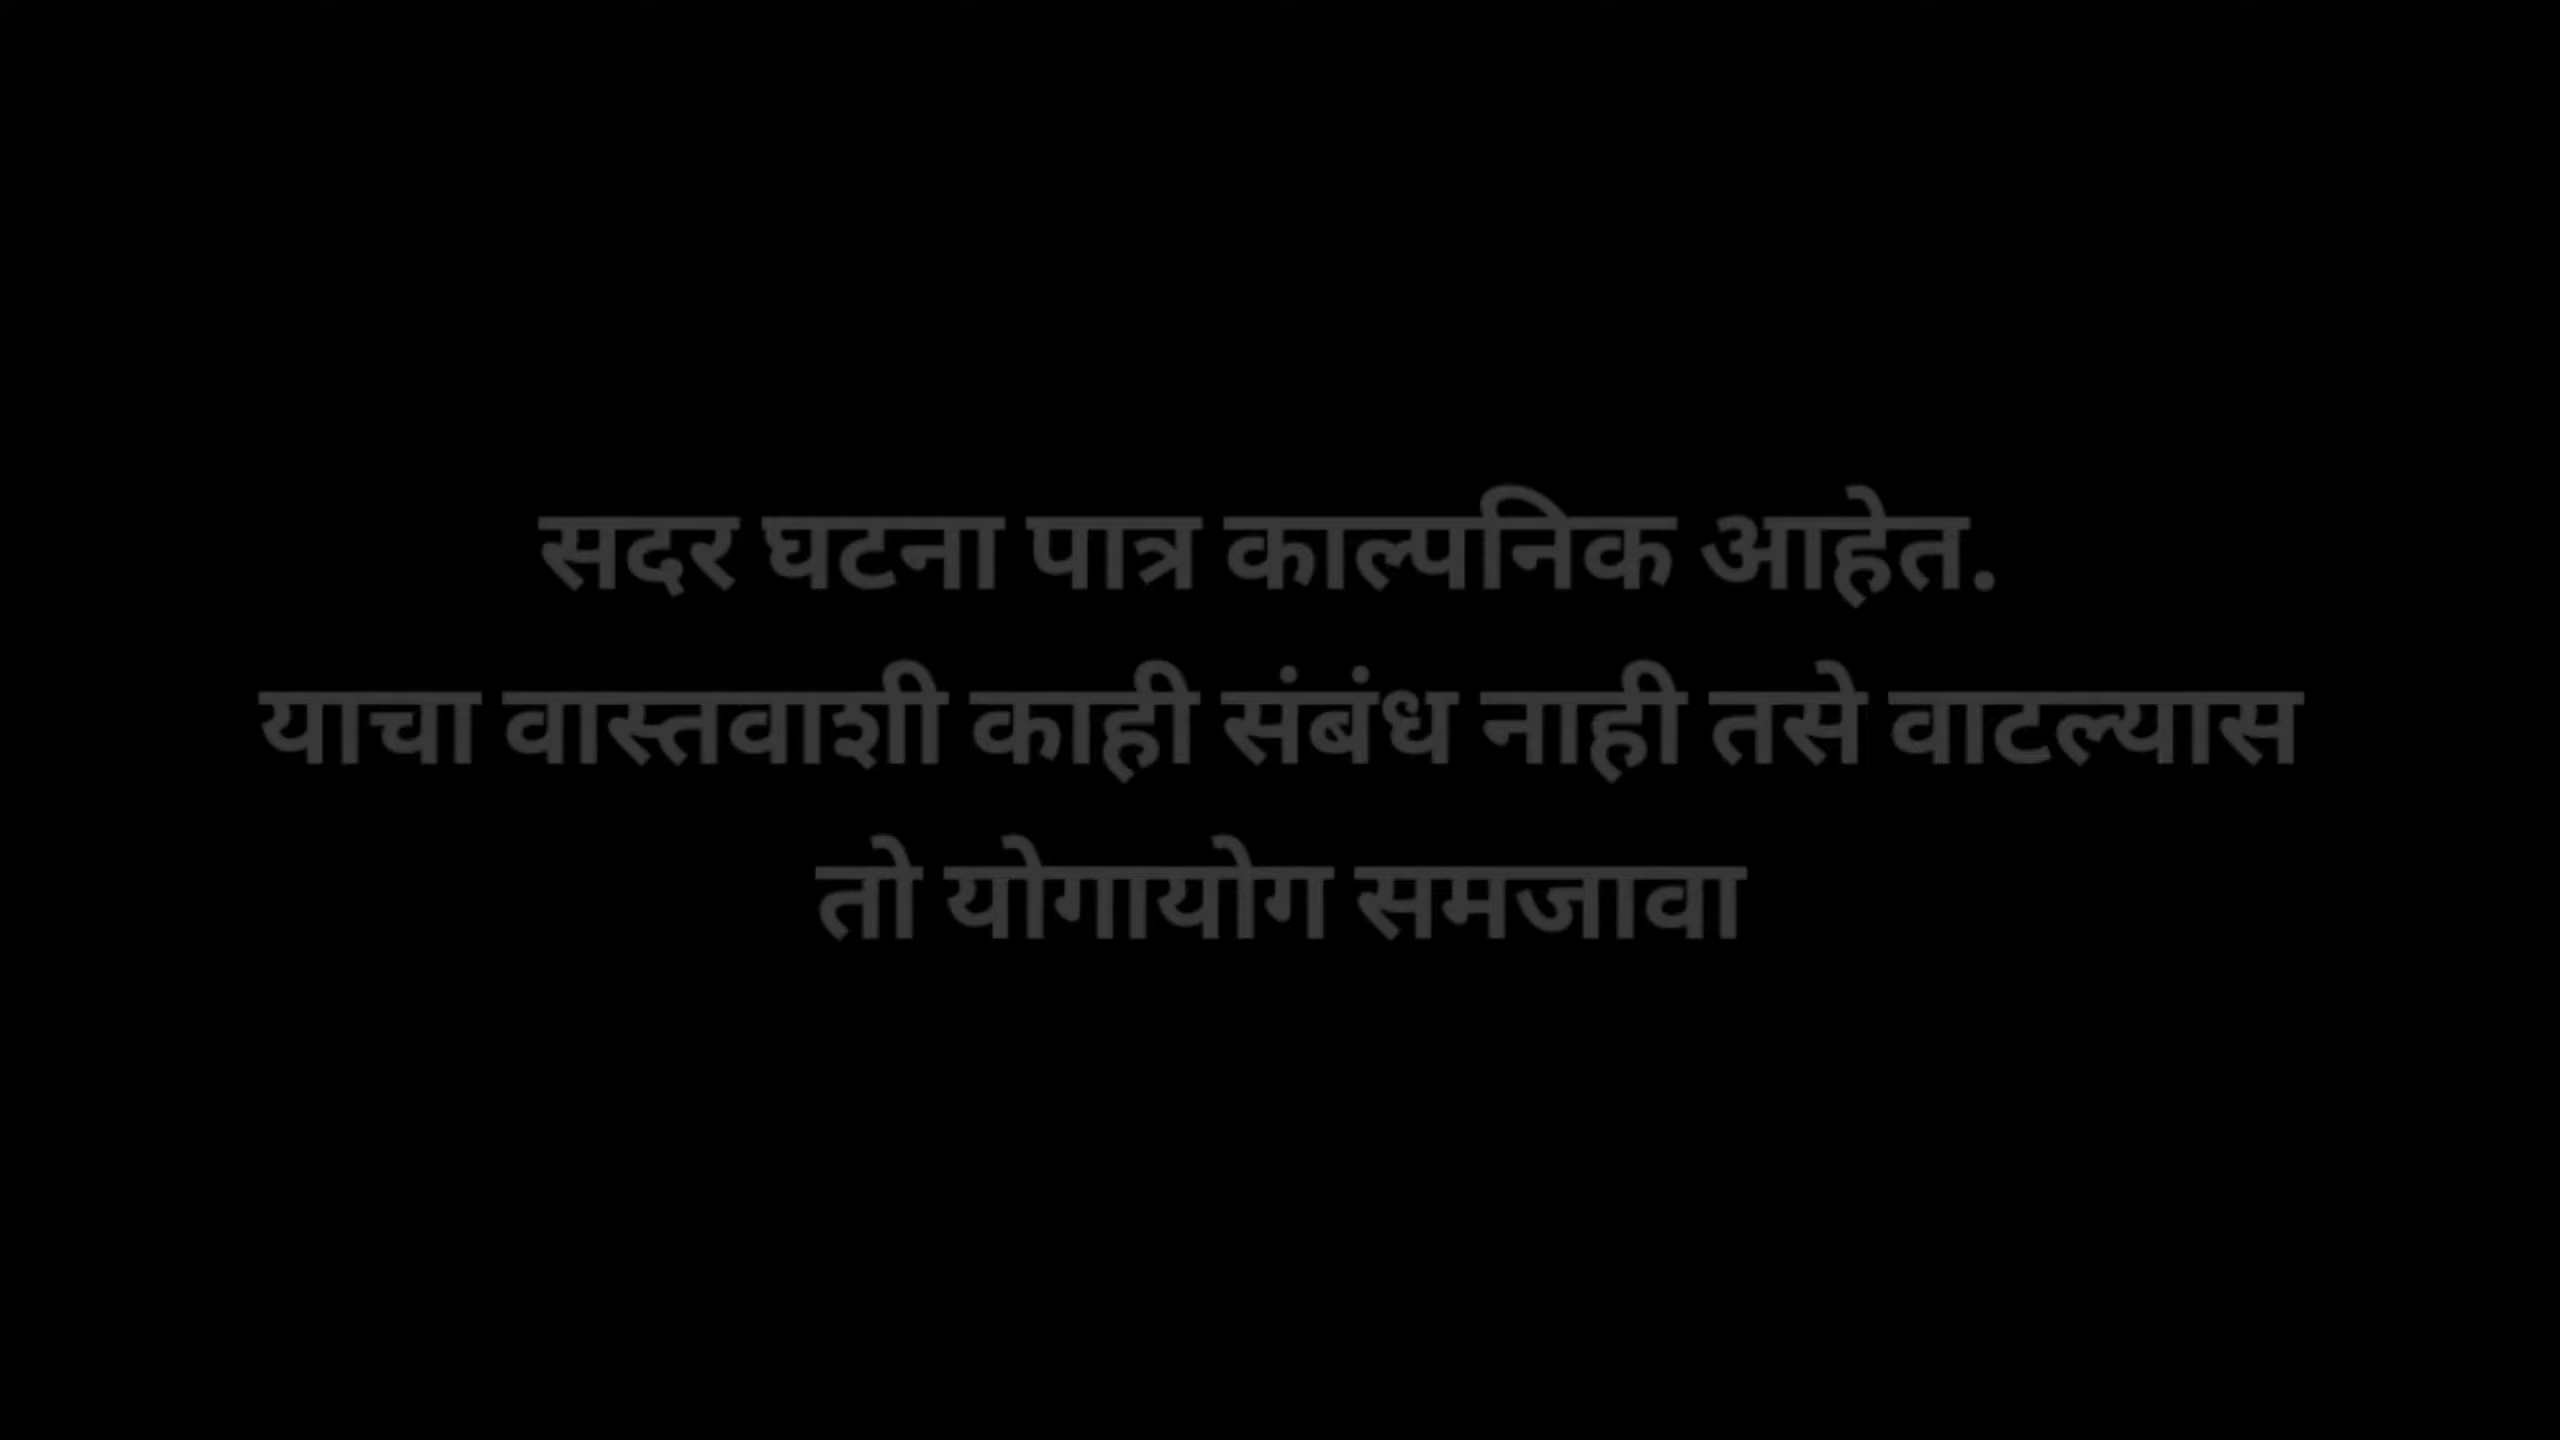 सदर घटना पात्र काल्पनिक आहेत.
याचा वास्तवाशी काही संबंध नाही तसे वाटल्यास
तो योगायोग समजावा